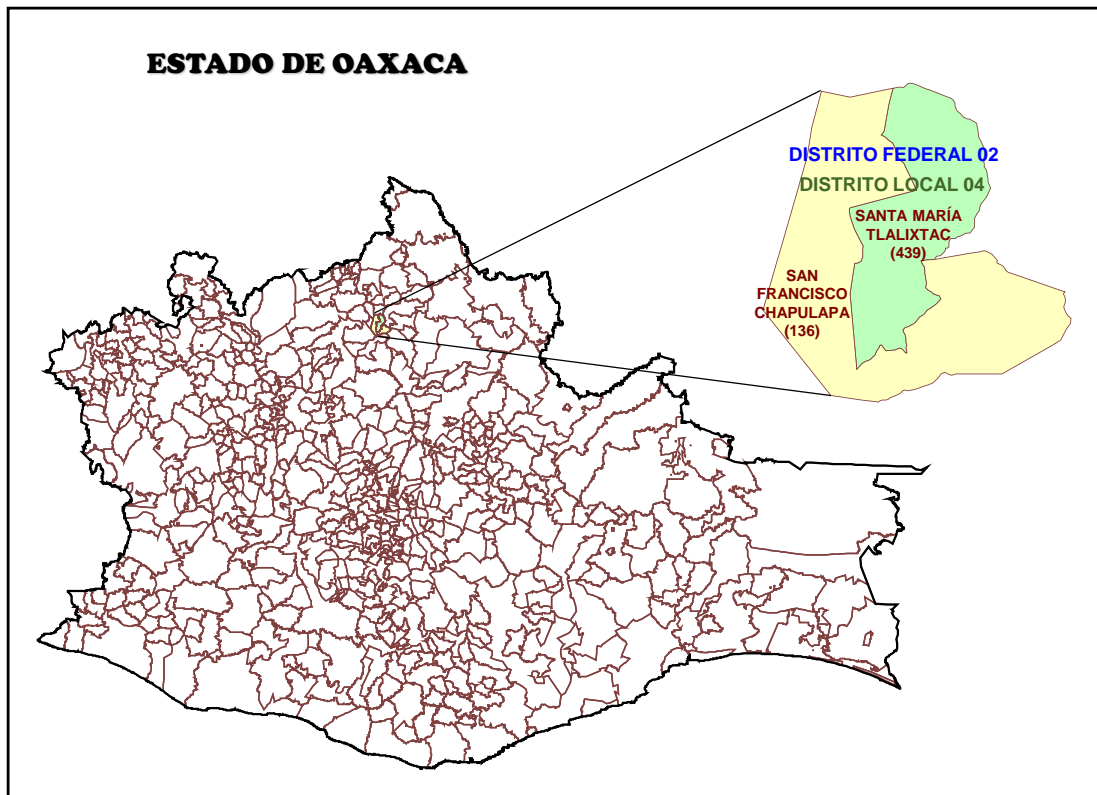 ESTADO DE OAXACA
DISTRITO FEDERAL 02
DISTRITO LOCAL 04
SANTA MARÍA
TLALIXTAC
(439)
SAN
FRANCISCO
CHAPULAPA
(136)